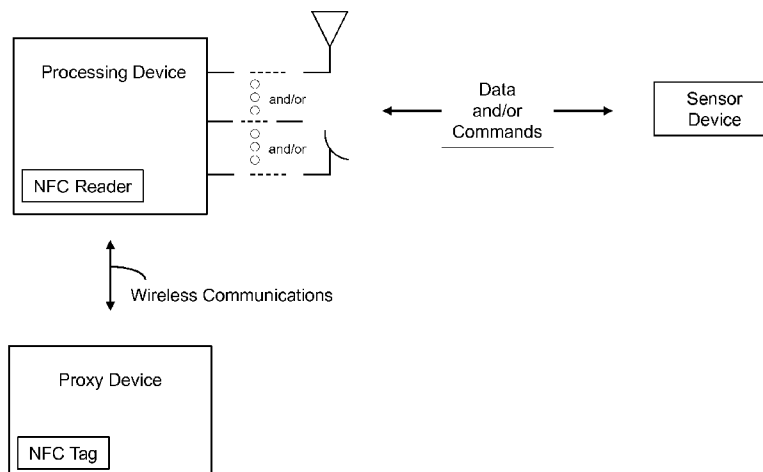 Processing Device
and/or
and/or
NFC Reader
Data
and/or
Commands
Sensor
Device
Wireless Communications
Proxy Device
NFC Tag